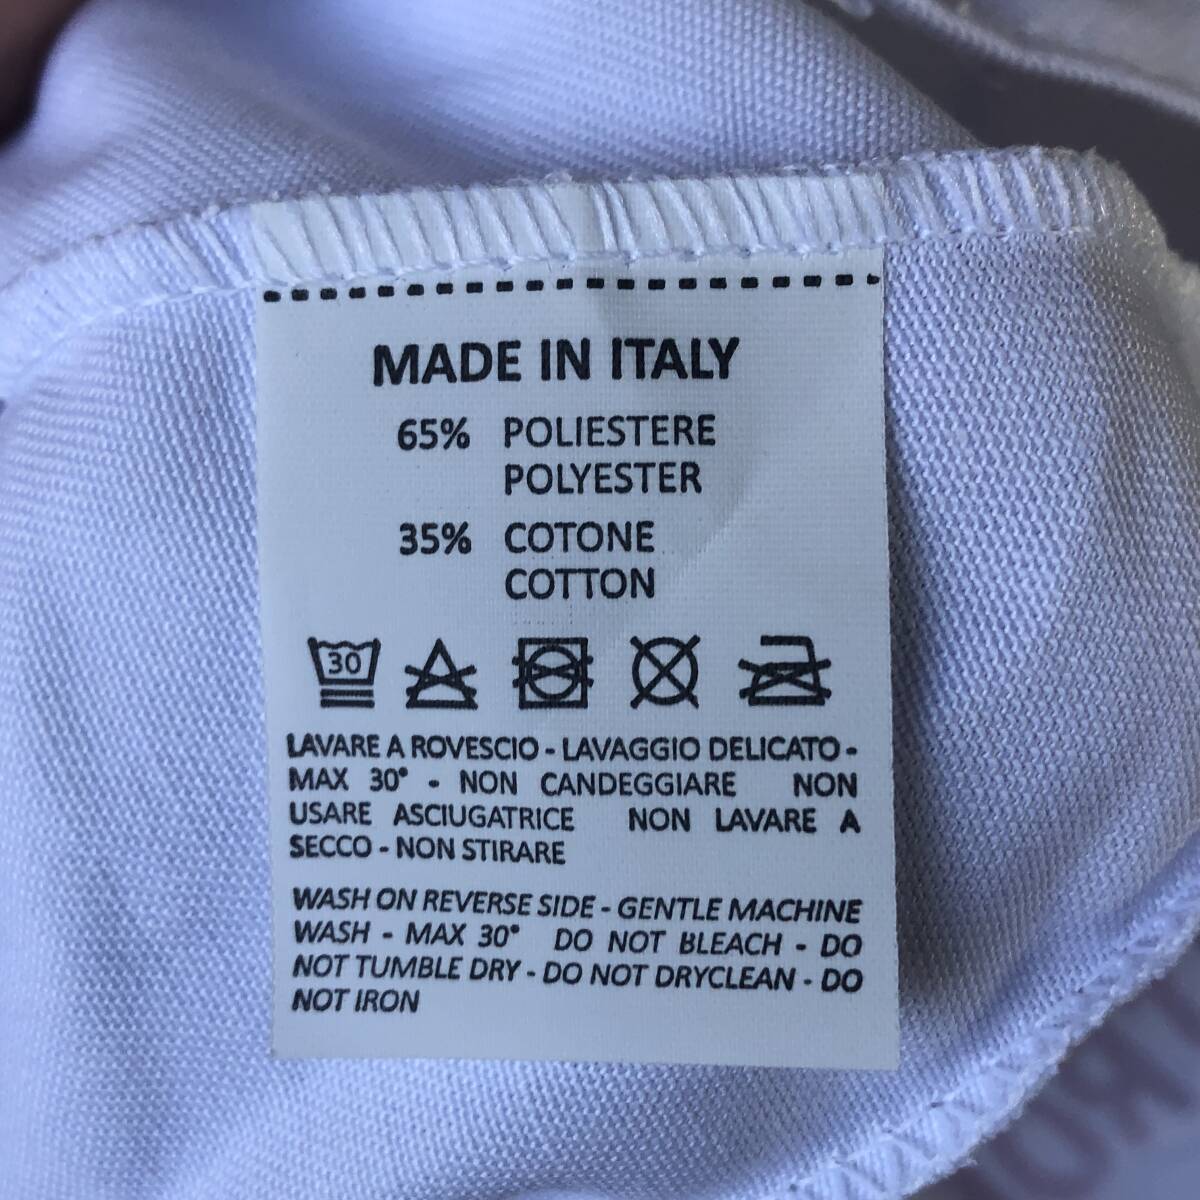 MADE IN ITALY
65% POLIESTERE
POLYESTER
35% COTONE
COTTON
30
LAVARE A ROVESCIO - LAVAGGIO DELICATO -
MAX 30° - NON CANDEGGIARE NON
USARE ASCIUGATRICE NON LAVARE A
SECCO - NON STIRARE
WASH ON REVERSE SIDE - GENTLE MACHINE
WASH - MAX 30° DO NOT BLEACH - DO
NOT TUMBLE DRY - DO NOT DRYCLEAN - DO
NOT IRON